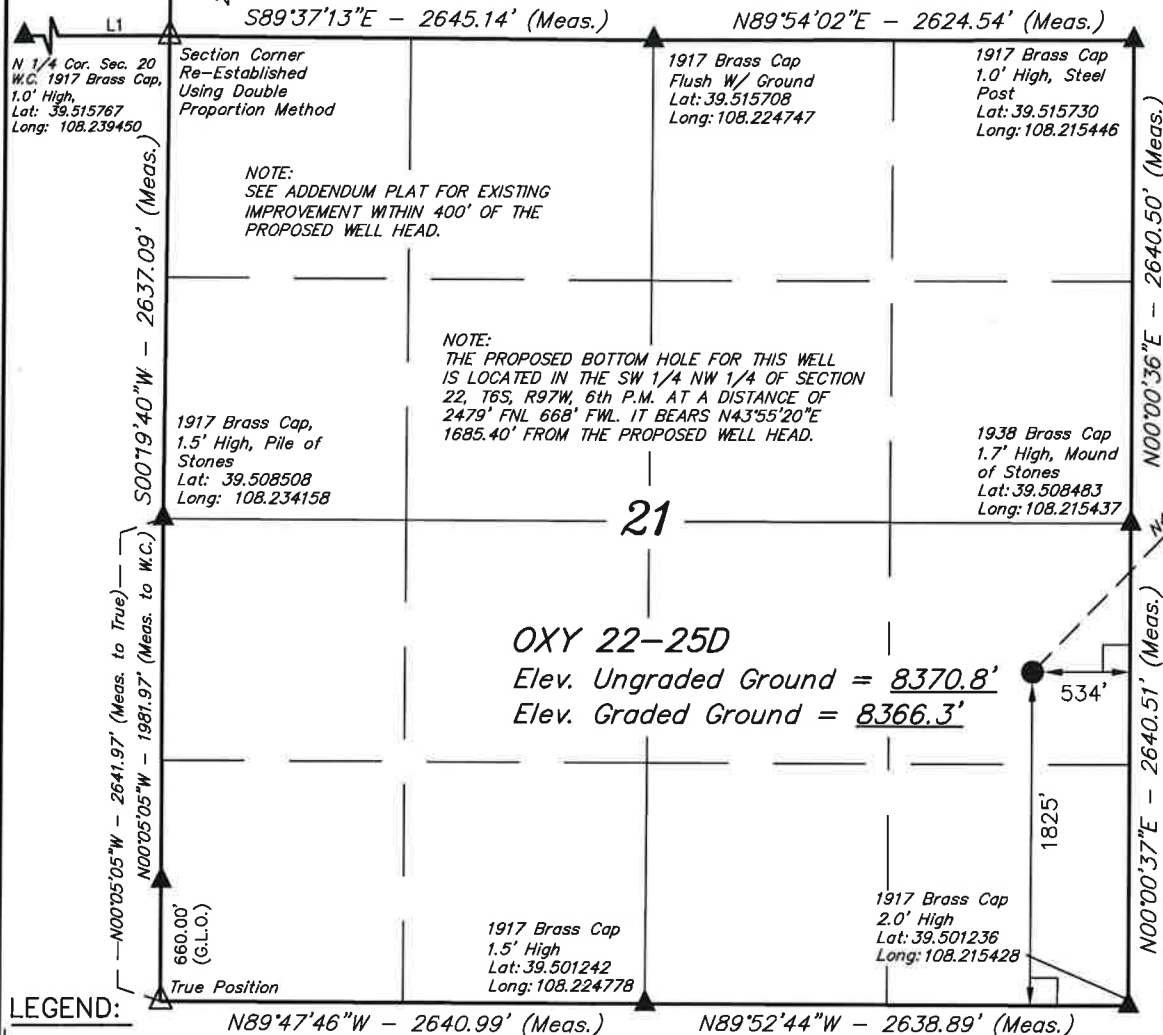 S89°37'13"E - 2645.14' (Meas.)
N89°54'02"E - 2624.54' (Meas.)
L1
N 1/4 Cor. Sec. 20
W.C. 1917 Brass Cap,
1.0' High,
Lat: 39.515767
Long: 108.239450
Section Corner
Re-Established
Using Double
Proportion Method
1917 Brass Cap
Flush W/ Ground
Lat: 39.515708
Long: 108.224747
1917 Brass Cap
1.0' High, Steel
Post
Lat: 39.515730
Long: 108.215446
NOTE:
SEE ADDENDUM PLAT FOR EXISTING
IMPROVEMENT WITHIN 400' OF THE
PROPOSED WELL HEAD.
S00°19'40"W - 2637.09' (Meas.)
N00°00'36"E - 2640.50' (Meas.)
NOTE:
THE PROPOSED BOTTOM HOLE FOR THIS WELL
IS LOCATED IN THE SW 1/4 NW 1/4 OF SECTION
22, T6S, R97W, 6th P.M. AT A DISTANCE OF
2479' FNL 668' FWL. IT BEARS N43°55'20"E
1685.40' FROM THE PROPOSED WELL HEAD.
1917 Brass Cap,
1.5' High, Pile of
Stones
Lat: 39.508508
Long: 108.234158
1938 Brass Cap
1.7' High, Mound
of Stones
Lat: 39.508483
Long: 108.215437
21
OXY 22-25D
Elev. Ungraded Ground = 8370.8'
Elev. Graded Ground = 8366.3'
534'
1825'
N00°05'05"W - 2641.97' (Meas. to True)
N00°05'05"W - 1981.97' (Meas. to W.C.)
N00°00'37"E - 2640.51' (Meas.)
660.00'
(G.L.O.)
1917 Brass Cap
1.5' High
Lat: 39.501242
Long: 108.224778
1917 Brass Cap
2.0' High
Lat: 39.501236
Long: 108.215428
True Position
LEGEND:
N89°47'46"W - 2640.99' (Meas.)
N89°52'44"W - 2638.89' (Meas.)